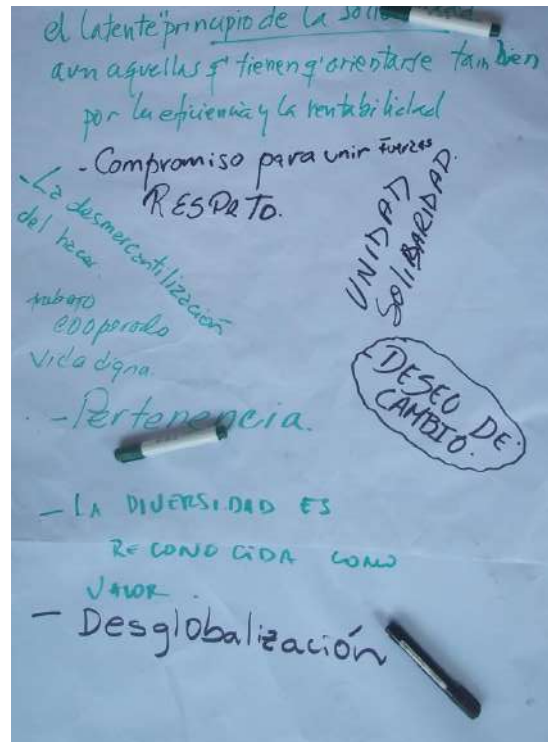 el latente "principio de la
aun aquellas q' tienen q' orientarse tambien
por la eficiencia y la rentabilidad
- Compromiso para unir Fuerzas
RESPETO.
UNIDAD
SOLIDARIDAD.
- La desmercantilización
del hacer
trabajo
cooperado
Vida digna.
DESEO DE
CAMBIO.
- Pertenencia.
- LA DIVERSIDAD ES
RECONOCIDA COMO
VALOR
- Desglobalización